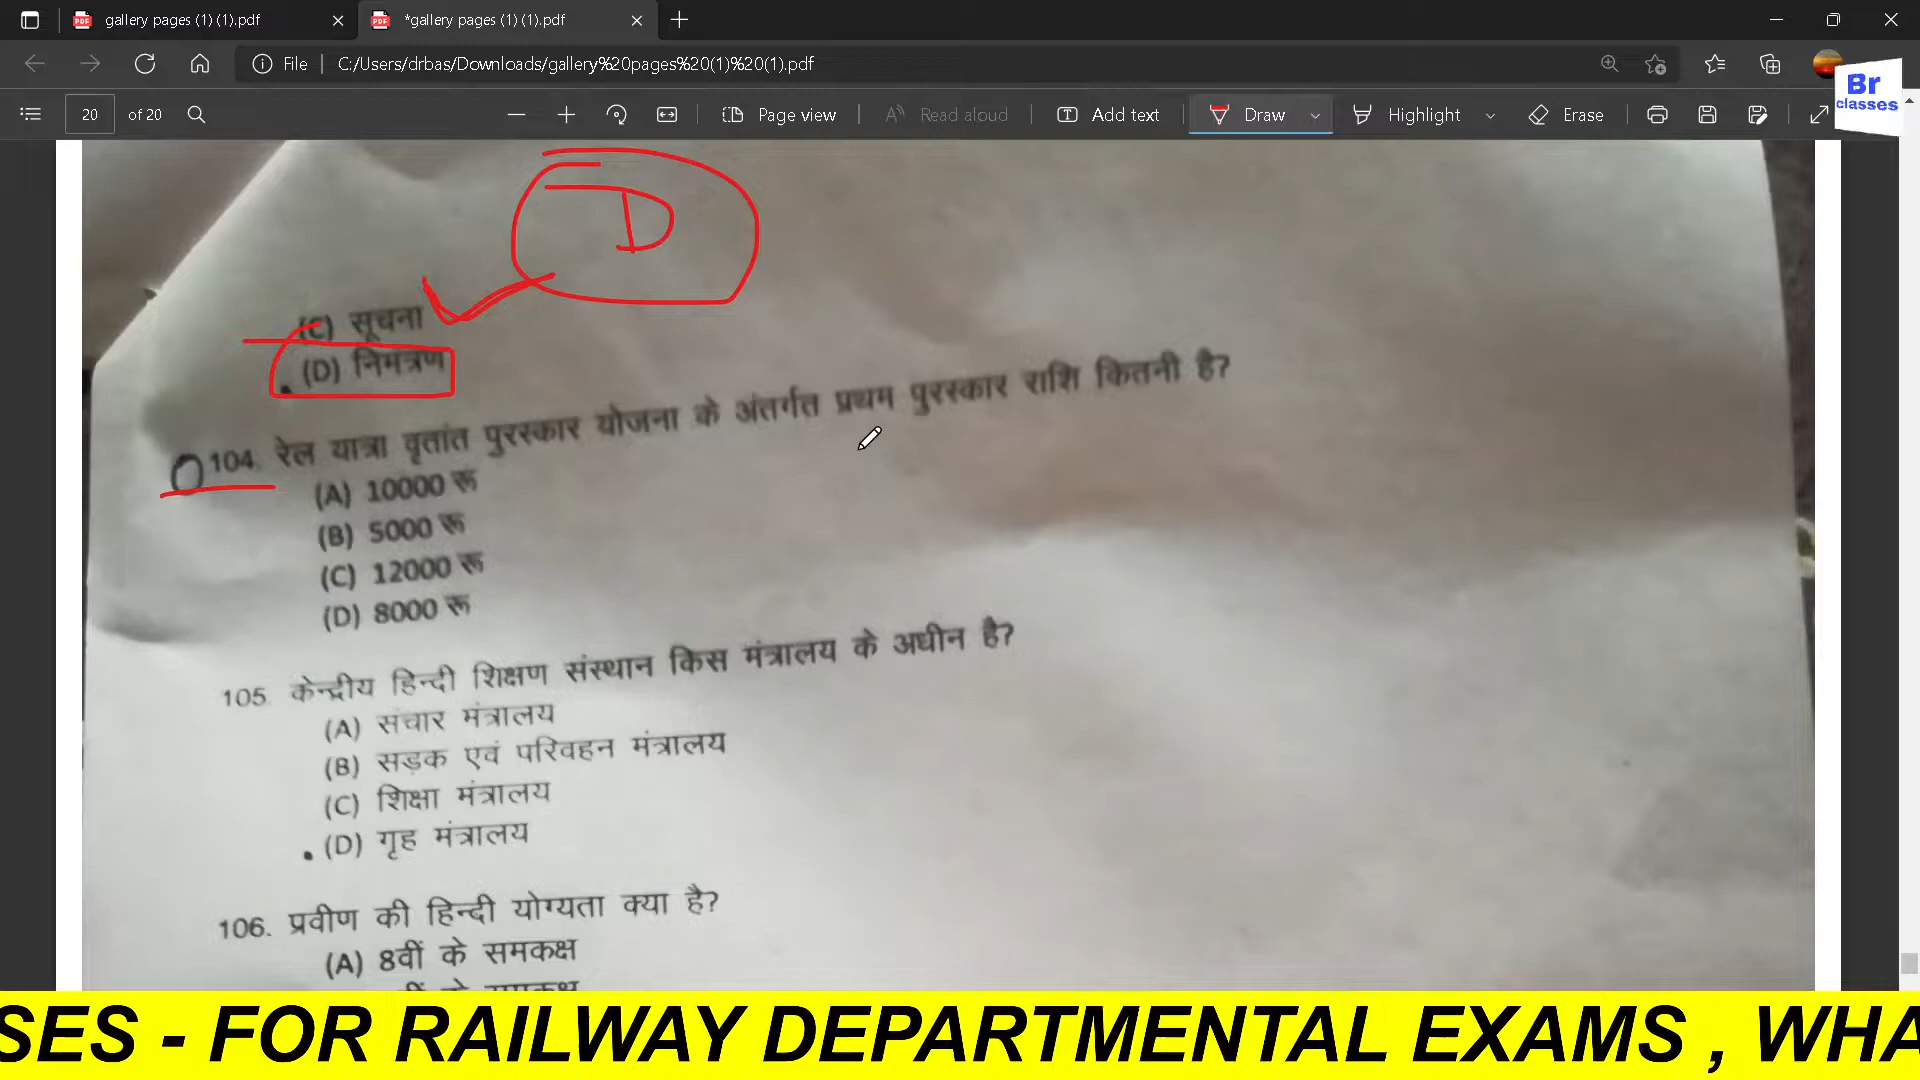 gallery pages (1) (1).pdf
*gallery pages (1) (1).pdf
File
C:/Users/drbas/Downloads/gallery%20pages%20(1)%20(1).pdf
20 of 20
Page view
Read aloud
Add text
Draw
Highlight
Erase
Br
classes
D
(C) सूचना
(D) निमंत्रण
104. रेल यात्रा वृतांत पुरस्कार योजना के अंतर्गत प्रथम पुरस्कार राशि कितनी है?
(A) 10000 रू
(B) 5000 रू
(C) 12000 रू
(D) 8000 रू
105. केन्द्रीय हिन्दी शिक्षण संस्थान किस मंत्रालय के अधीन है?
(A) संचार मंत्रालय
(B) सड़क एवं परिवहन मंत्रालय
(C) शिक्षा मंत्रालय
(D) गृह मंत्रालय
106. प्रवीण की हिन्दी योग्यता क्या है?
(A) 8वीं के समकक्ष
SES - FOR RAILWAY DEPARTMENTAL EXAMS , WHA